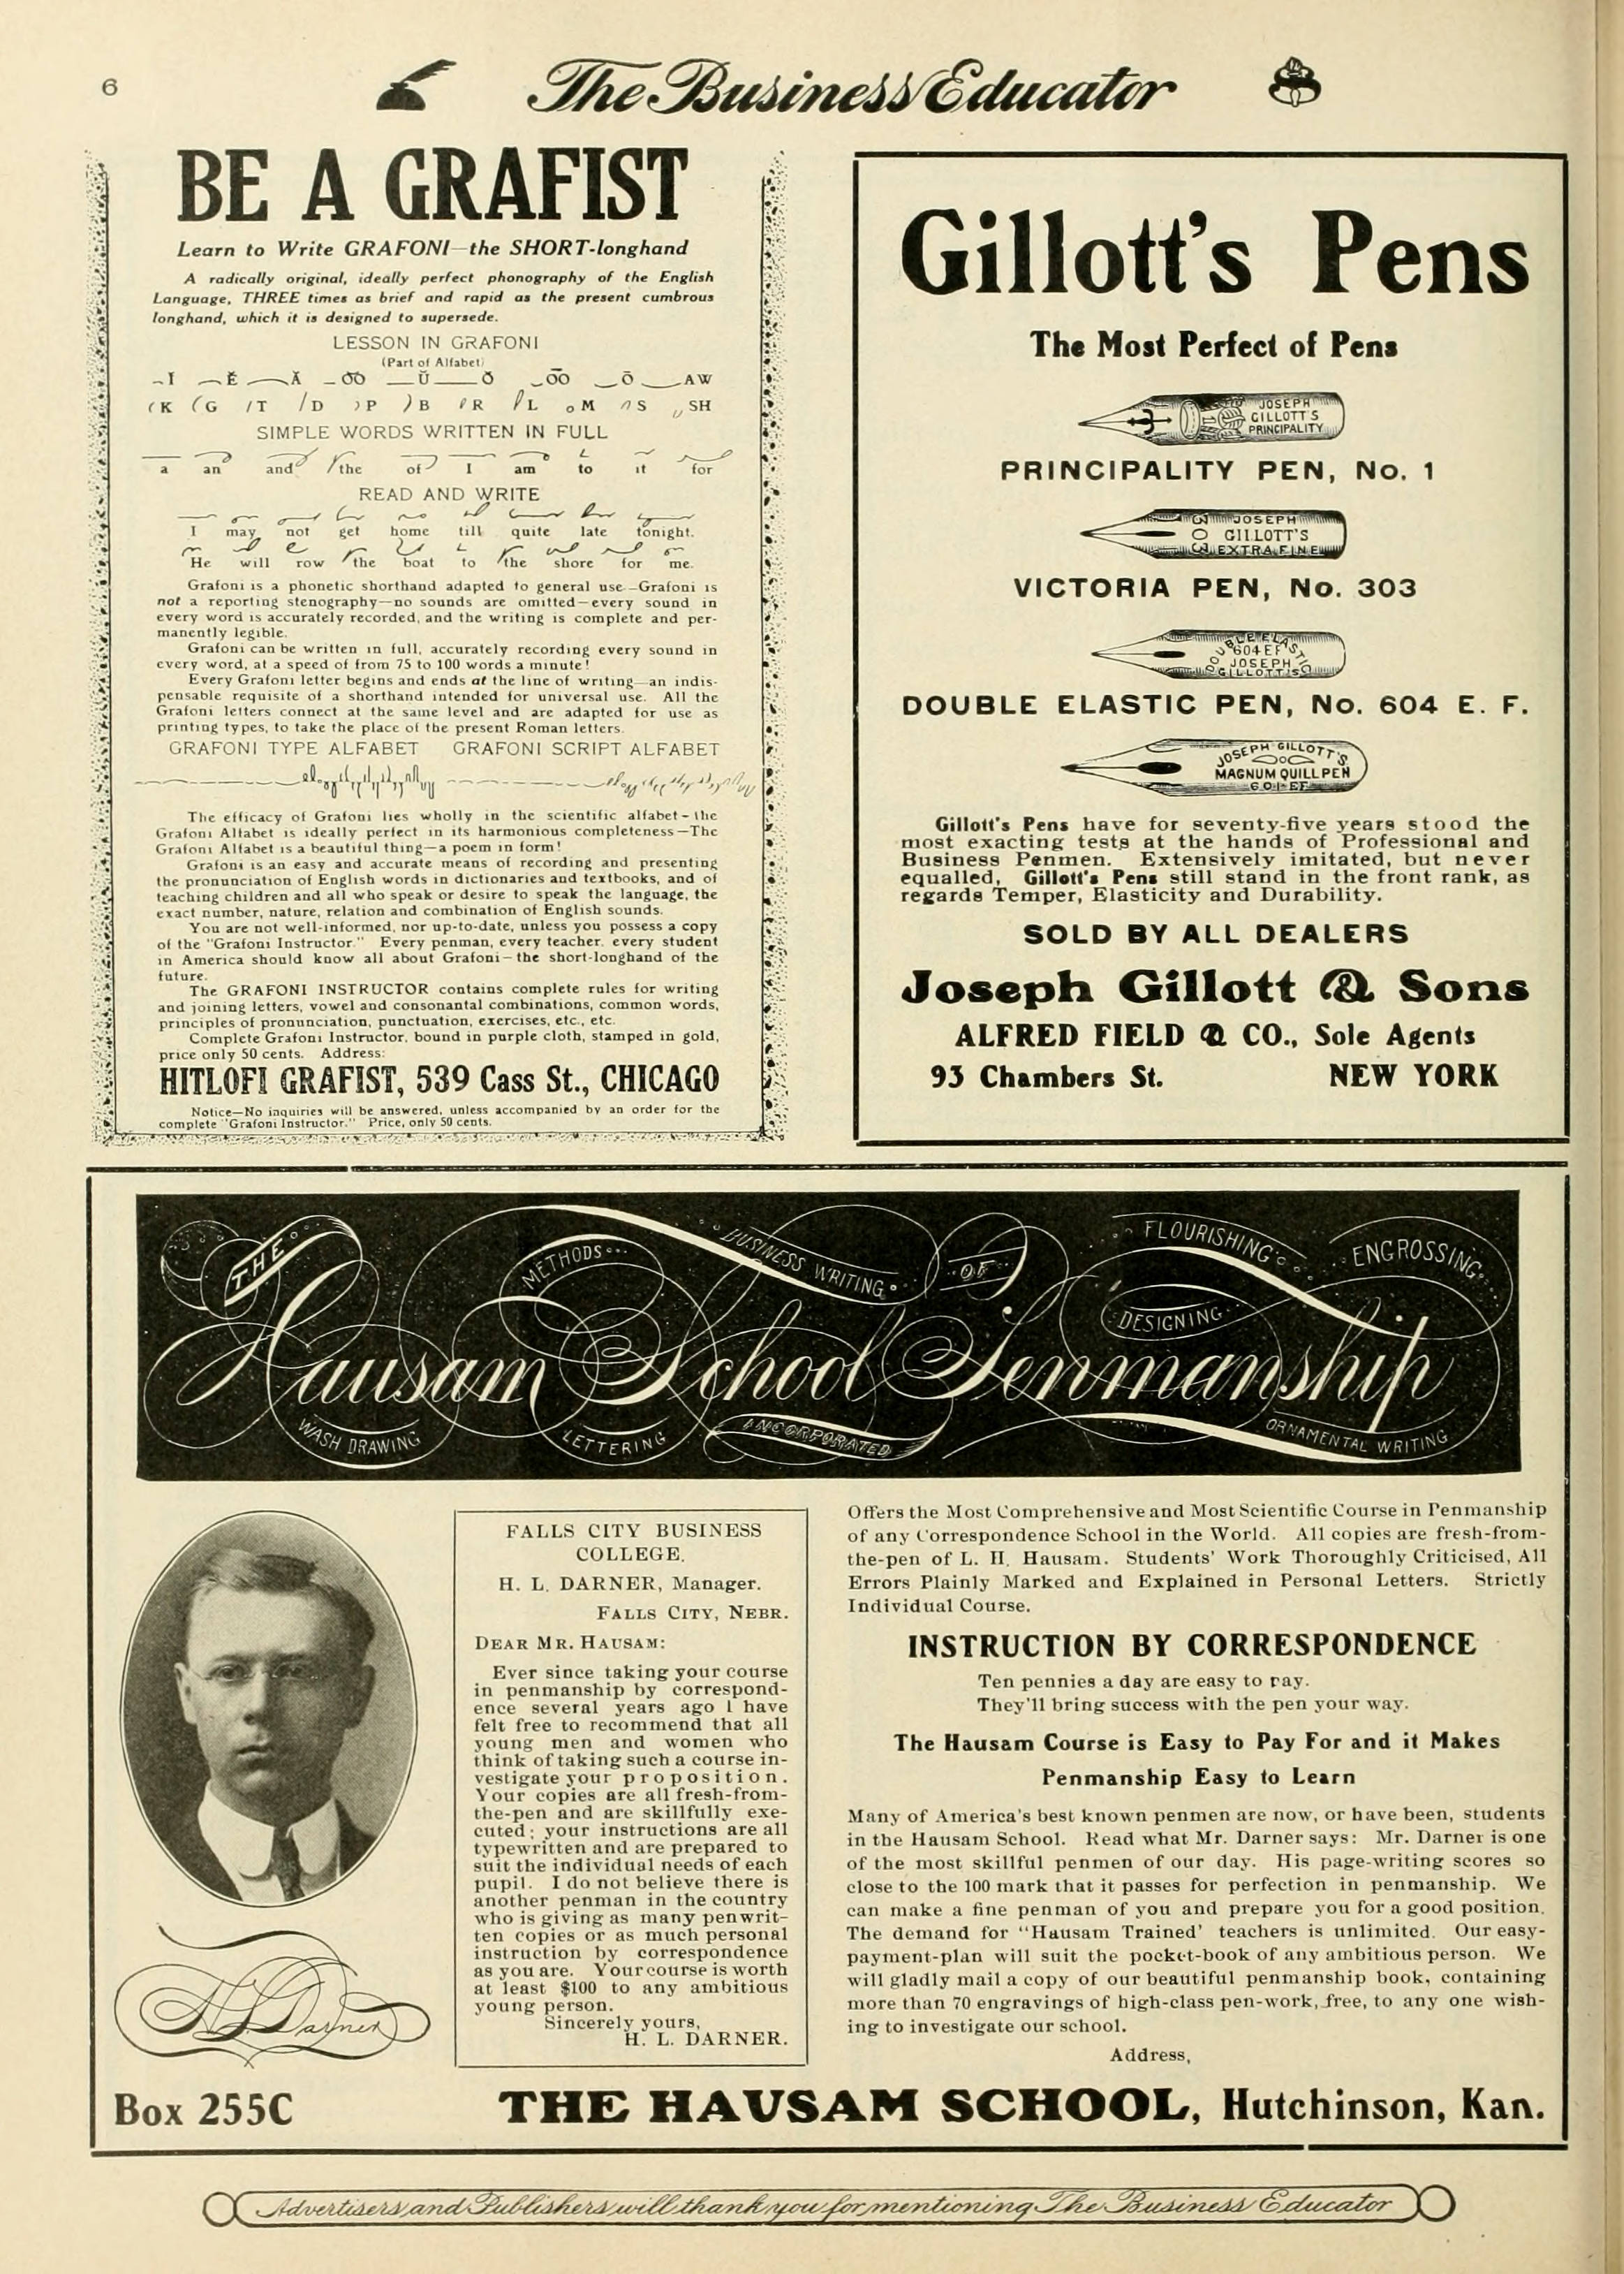 6
The Business Educator
BE A GRAFIST
Learn to Write GRAFONI—the SHORT-longhand
A radically original, ideally perfect phonography of the English
Language, THREE times as brief and rapid as the present cumbrous
longhand, which it is designed to supersede.
LESSON IN GRAFONI
(Part of Alfabet)
Ĭ Ĕ Ă ŎŎ Ŭ Ŏ ŌŌ Ō AW
K G T D P B R L M S SH
SIMPLE WORDS WRITTEN IN FULL
a an and the of I am to it for
READ AND WRITE
I may not get home till quite late tonight.
He will row the boat to the shore for me.
Grafoni is a phonetic shorthand adapted to general use—Grafoni is
not a reporting stenography—no sounds are omitted—every sound in
every word is accurately recorded, and the writing is complete and per-
manently legible.
Grafoni can be written in full, accurately recording every sound in
every word, at a speed of from 75 to 100 words a minute!
Every Grafoni letter begins and ends at the line of writing—an indis-
pensable requisite of a shorthand intended for universal use. All the
Grafoni letters connect at the same level and are adapted for use as
printing types, to take the place of the present Roman letters.
GRAFONI TYPE ALFABET GRAFONI SCRIPT ALFABET
The efficacy of Grafoni lies wholly in the scientific alfabet—the
Grafoni Alfabet is ideally perfect in its harmonious completeness—The
Grafoni Alfabet is a beautiful thing—a poem in form!
Grafoni is an easy and accurate means of recording and presenting
the pronunciation of English words in dictionaries and textbooks, and of
teaching children and all who speak or desire to speak the language, the
exact number, nature, relation and combination of English sounds.
You are not well-informed, nor up-to-date, unless you possess a copy
of the "Grafoni Instructor." Every penman, every teacher, every student
in America should know all about Grafoni—the short-longhand of the
future.
The GRAFONI INSTRUCTOR contains complete rules for writing
and joining letters, vowel and consonantal combinations, common words,
principles of pronunciation, punctuation, exercises, etc., etc.
Complete Grafoni Instructor, bound in purple cloth, stamped in gold,
price only 50 cents. Address:
HITLOFI GRAFIST, 539 Cass St., CHICAGO
Notice—No inquiries will be answered, unless accompanied by an order for the
complete "Grafoni Instructor." Price, only 50 cents.
Gillott's Pens
The Most Perfect of Pens
JOSEPH
GILLOTT'S
PRINCIPALITY
PRINCIPALITY PEN, No. 1
303
JOSEPH
GILLOTT'S
EXTRA FINE
VICTORIA PEN, No. 303
DOUBLE ELASTIC
604 EF
JOSEPH
GILLOTT'S
DOUBLE ELASTIC PEN, No. 604 E. F.
JOSEPH GILLOTT'S
MAGNUM QUILL PEN
601 EF
Gillott's Pens have for seventy-five years stood the
most exacting tests at the hands of Professional and
Business Penmen. Extensively imitated, but never
equalled, Gillott's Pens still stand in the front rank, as
regards Temper, Elasticity and Durability.
SOLD BY ALL DEALERS
Joseph Gillott & Sons
ALFRED FIELD & CO., Sole Agents
93 Chambers St. NEW YORK
THE
METHODS
BUSINESS WRITING
OF
FLOURISHING
ENGROSSING
DESIGNING
Hausam School Penmanship
WASH DRAWING
LETTERING
INCORPORATED
ORNAMENTAL WRITING
H L Darner
FALLS CITY BUSINESS
COLLEGE.
H. L. DARNER, Manager.
FALLS CITY, NEBR.
DEAR MR. HAUSAM:
Ever since taking your course
in penmanship by correspond-
ence several years ago I have
felt free to recommend that all
young men and women who
think of taking such a course in-
vestigate your proposition.
Your copies are all fresh-from-
the-pen and are skillfully exe-
cuted; your instructions are all
typewritten and are prepared to
suit the individual needs of each
pupil. I do not believe there is
another penman in the country
who is giving as many penwrit-
ten copies or as much personal
instruction by correspondence
as you are. Your course is worth
at least $100 to any ambitious
young person.
Sincerely yours,
H. L. DARNER.
Offers the Most Comprehensive and Most Scientific Course in Penmanship
of any Correspondence School in the World. All copies are fresh-from-
the-pen of L. H. Hausam. Students' Work Thoroughly Criticised, All
Errors Plainly Marked and Explained in Personal Letters. Strictly
Individual Course.
INSTRUCTION BY CORRESPONDENCE
Ten pennies a day are easy to pay.
They'll bring success with the pen your way.
The Hausam Course is Easy to Pay For and it Makes
Penmanship Easy to Learn
Many of America's best known penmen are now, or have been, students
in the Hausam School. Read what Mr. Darner says: Mr. Darner is one
of the most skillful penmen of our day. His page-writing scores so
close to the 100 mark that it passes for perfection in penmanship. We
can make a fine penman of you and prepare you for a good position.
The demand for "Hausam Trained' teachers is unlimited. Our easy-
payment-plan will suit the pocket-book of any ambitious person. We
will gladly mail a copy of our beautiful penmanship book, containing
more than 70 engravings of high-class pen-work, free, to any one wish-
ing to investigate our school.
Address,
Box 255C THE HAUSAM SCHOOL, Hutchinson, Kan.
Advertisers and Publishers will thank you for mentioning The Business Educator